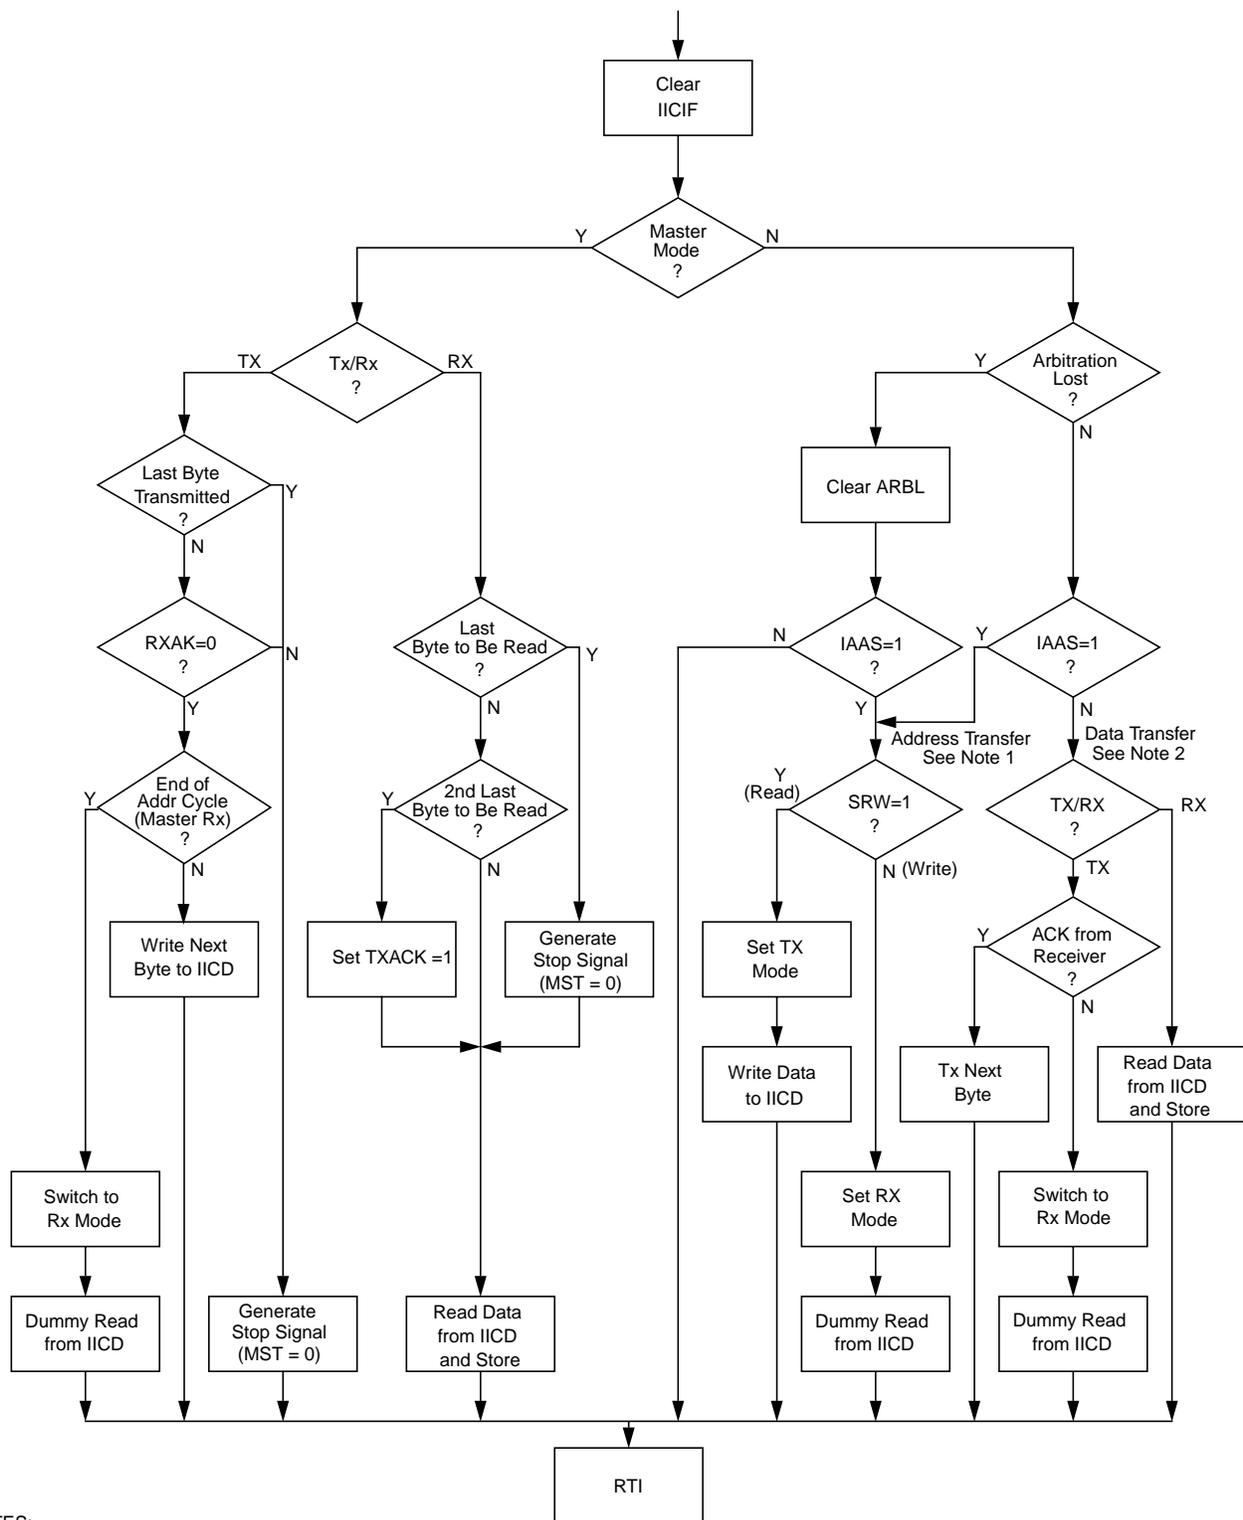 Clear
IICIF
Master
Mode
?
Y
N
Tx/Rx
?
TX
RX
Arbitration
Lost
?
Y
N
Last Byte
Transmitted
?
Y
N
Clear ARBL
RXAK=0
?
N
Y
Last
Byte to Be Read
?
Y
N
IAAS=1
?
N
Y
IAAS=1
?
Y
N
Address Transfer
See Note 1
Data Transfer
See Note 2
End of
Addr Cycle
(Master Rx)
?
Y
N
2nd Last
Byte to Be Read
?
Y
N
SRW=1
?
Y
(Read)
N (Write)
TX/RX
?
RX
TX
Write Next
Byte to IICD
Set TXACK =1
Generate
Stop Signal
(MST = 0)
Set TX
Mode
ACK from
Receiver
?
Y
N
Write Data
to IICD
Tx Next
Byte
Read Data
from IICD
and Store
Switch to
Rx Mode
Set RX
Mode
Switch to
Rx Mode
Dummy Read
from IICD
Generate
Stop Signal
(MST = 0)
Read Data
from IICD
and Store
Dummy Read
from IICD
Dummy Read
from IICD
RTI